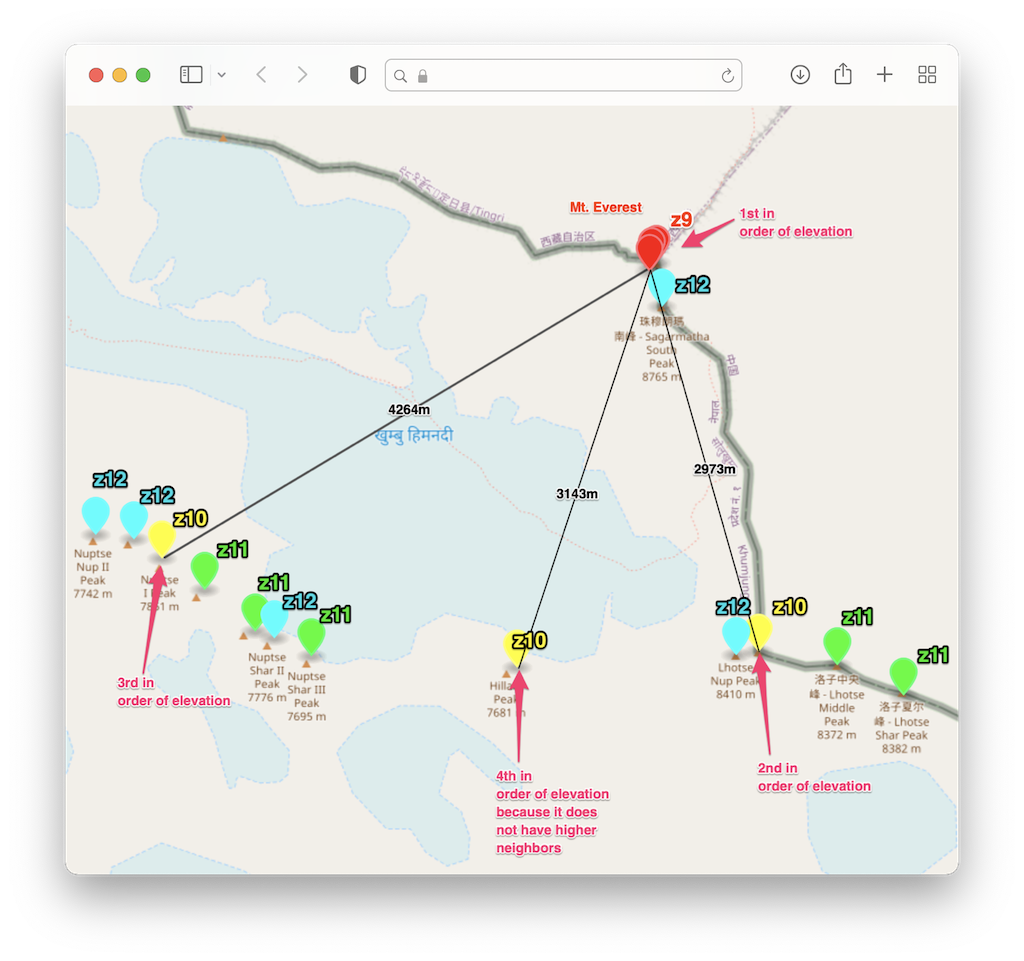 定日县/Tingri
西藏自治区
Mt. Everest
z9
1st in
order of elevation
z12
珠穆朗瑪
南峰 - Sagarmatha
South
Peak
8765 m
中国
नेपाल
4264m
खुम्बु हिमनदी
3143m
2973m
z12
z12
z10
Nuptse
Nup II
Peak
7742 m
Nuptse
I Peak
7861 m
z11
z11
z12
z11
Nuptse
Shar II
Peak
7776 m
Nuptse
Shar III
Peak
7695 m
3rd in
order of elevation
z10
Peak
7681 m
4th in
order of elevation
because it does
not have higher
neighbors
z12
z10
Lhotse
Nup Peak
8410 m
2nd in
order of elevation
z11
洛子中央
峰 - Lhotse
Middle
Peak
8372 m
z11
洛子夏尔
峰 - Lhotse
Shar Peak
8382 m